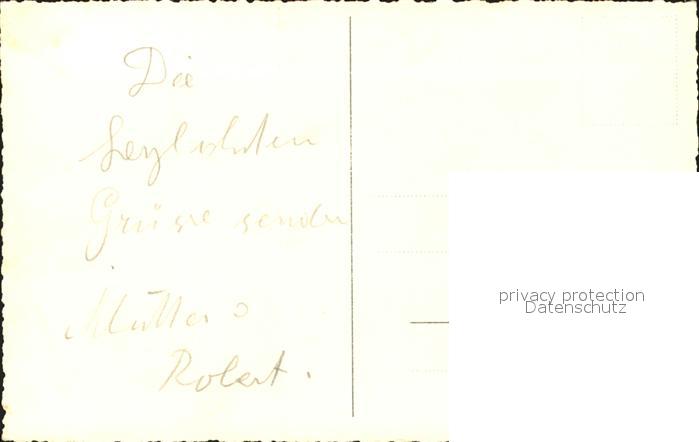 Die
herzlichsten
Grüsse senden
Mutter &
Robert.
privacy protection
Datenschutz